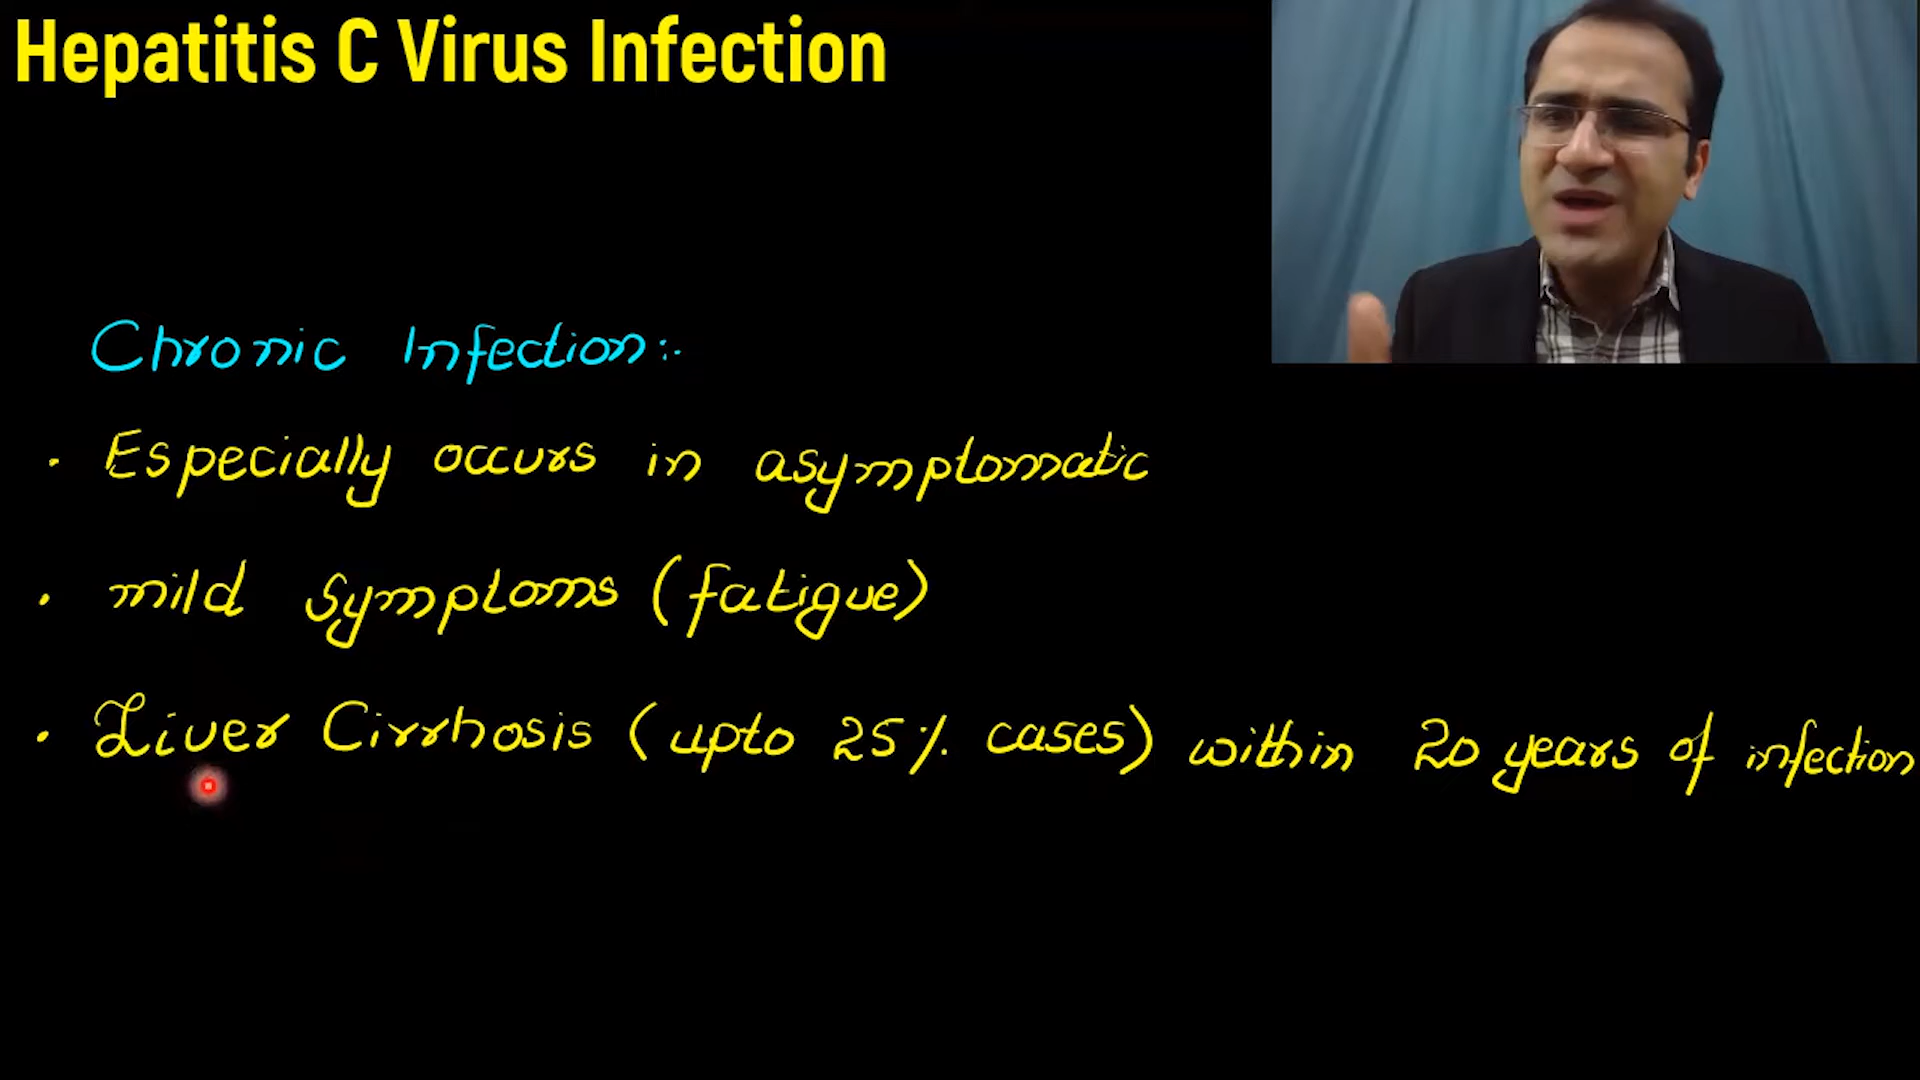 Hepatitis C Virus Infection
Chronic Infection:-
• Especially occurs in asymptomatic
• mild symptoms (fatigue)
• Liver Cirrhosis (upto 25% cases) within 20 years of infection